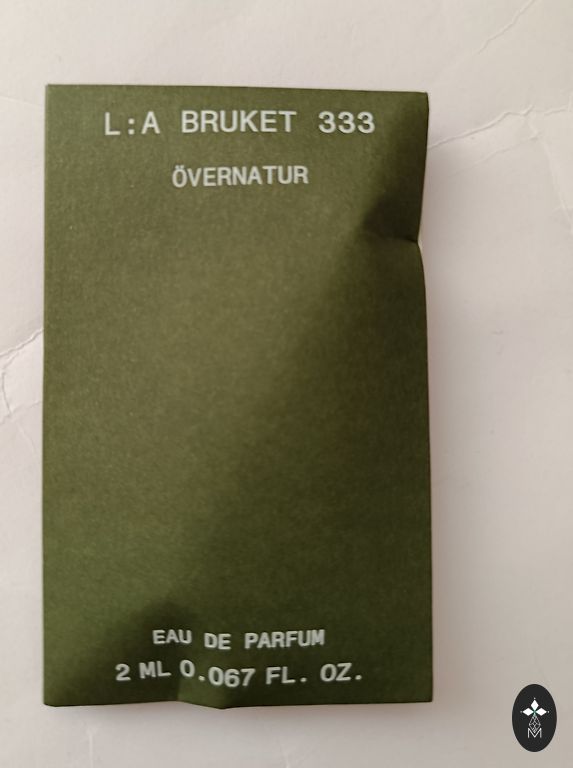 L:A BRUKET 333
ÖVERNATUR
EAU DE PARFUM
2 ML 0.067 FL. OZ.